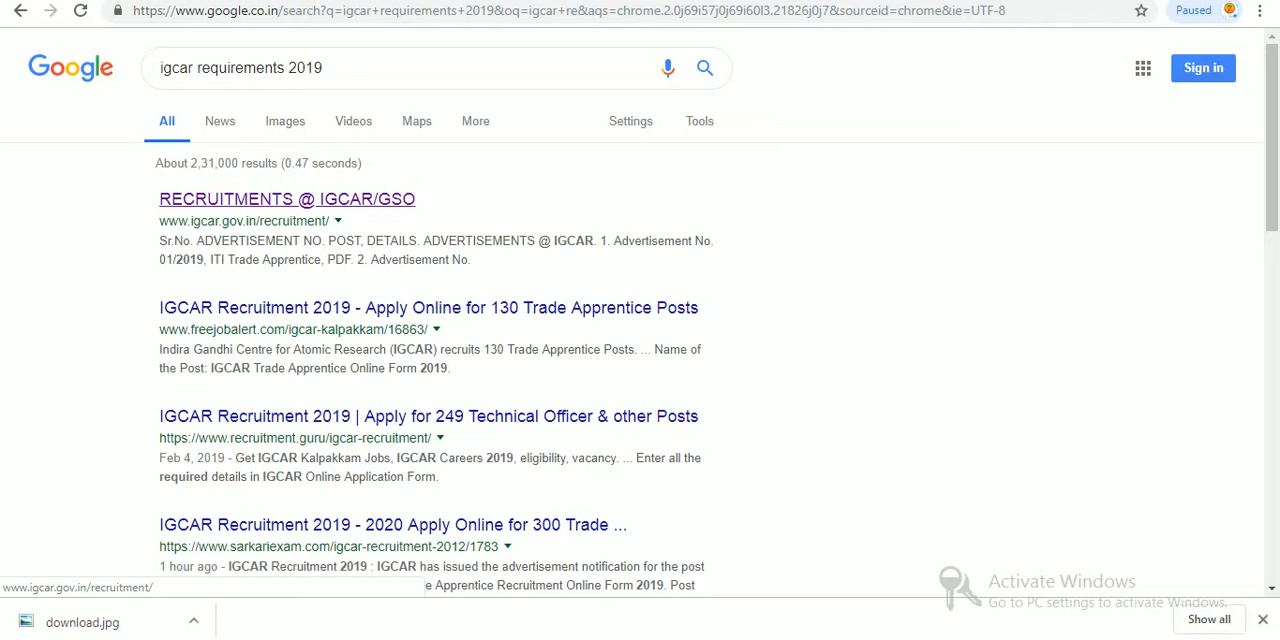 https://www.google.co.in/search?q=igcar+requirements+2019&oq=igcar+re&aqs=chrome.2.0j69i57j0j69i60l3.21826j0j7&sourceid=chrome&ie=UTF-8 Paused
Google igcar requirements 2019 Sign in
All News Images Videos Maps More Settings Tools
About 2,31,000 results (0.47 seconds)
RECRUITMENTS @ IGCAR/GSO
www.igcar.gov.in/recruitment/
Sr.No. ADVERTISEMENT NO. POST, DETAILS. ADVERTISEMENTS @ IGCAR. 1. Advertisement No.
01/2019, ITI Trade Apprentice, PDF. 2. Advertisement No.
IGCAR Recruitment 2019 - Apply Online for 130 Trade Apprentice Posts
www.freejobalert.com/igcar-kalpakkam/16863/
Indira Gandhi Centre for Atomic Research (IGCAR) recruits 130 Trade Apprentice Posts. ... Name of
the Post: IGCAR Trade Apprentice Online Form 2019.
IGCAR Recruitment 2019 | Apply for 249 Technical Officer & other Posts
https://www.recruitment.guru/igcar-recruitment/
Feb 4, 2019 - Get IGCAR Kalpakkam Jobs, IGCAR Careers 2019, eligibility, vacancy. ... Enter all the
required details in IGCAR Online Application Form.
IGCAR Recruitment 2019 - 2020 Apply Online for 300 Trade ...
https://www.sarkariexam.com/igcar-recruitment-2012/1783
1 hour ago - IGCAR Recruitment 2019 : IGCAR has issued the advertisement notification for the post
e Apprentice Recruitment Online Form 2019. Post
www.igcar.gov.in/recruitment/
Activate Windows
Go to PC settings to activate Windows.
download.jpg Show all